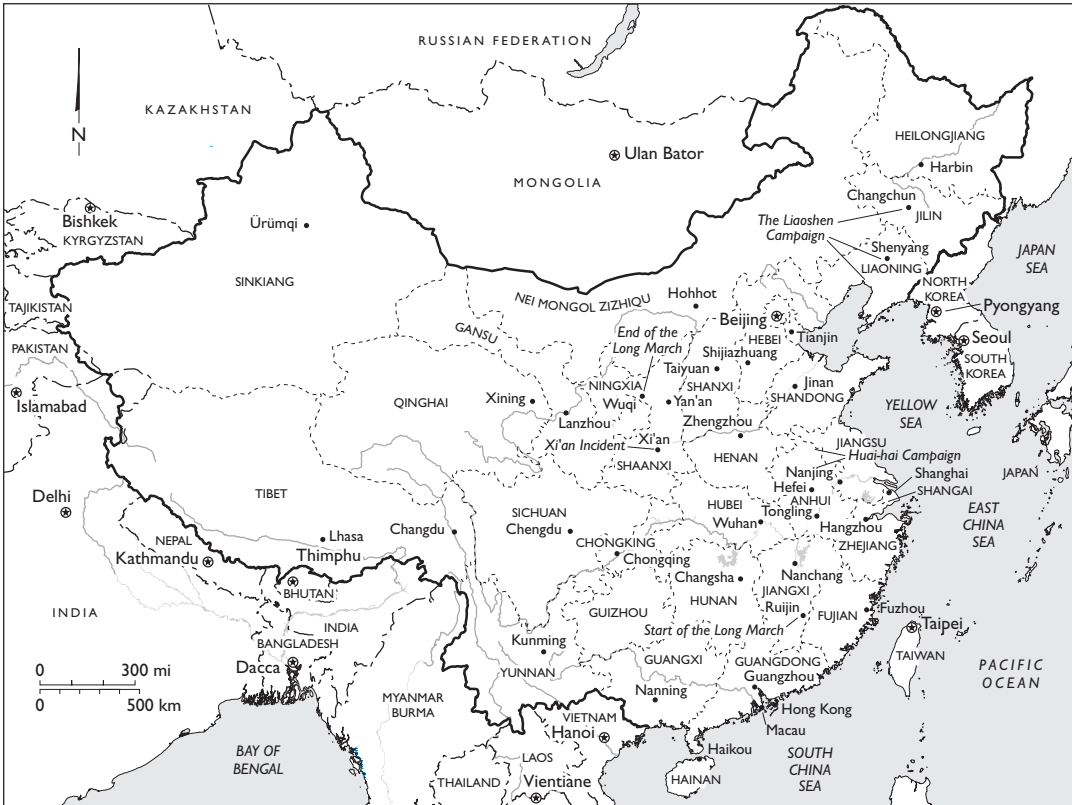 RUSSIAN FEDERATION
KAZAKHSTAN
N
HEILONGJIANG
Ulan Bator
Harbin
MONGOLIA
Changchun
JILIN
Bishkek
KYRGYZSTAN
Ürümqi
The Liaoshen
Campaign
Shenyang
LIAONING
JAPAN
SEA
SINKIANG
NEI MONGOL ZIZHIQU
Hohhot
NORTH
KOREA
Pyongyang
TAJIKISTAN
GANSU
End of the
Long March
Beijing
HEBEI
Tianjin
Seoul
PAKISTAN
Shijiazhuang
SOUTH
KOREA
Taiyuan
SHANXI
Islamabad
QINGHAI
Xining
Lanzhou
NINGXIA
Wuqi
Yan'an
Jinan
SHANDONG
YELLOW
SEA
Zhengzhou
Xi'an Incident
Xi'an
SHAANXI
HENAN
JIANGSU
Huai-hai Campaign
JAPAN
Nanjing
Shanghai
SHANGAI
Delhi
TIBET
Hefei
ANHUI
SICHUAN
HUBEI
Tongling
EAST
CHINA
SEA
Lhasa
Changdu
Chengdu
Wuhan
Hangzhou
ZHEJIANG
NEPAL
Kathmandu
Thimphu
CHONGKING
Chongqing
BHUTAN
Changsha
Nanchang
JIANGXI
INDIA
INDIA
GUIZHOU
HUNAN
Ruijin
FUJIAN
Fuzhou
Taipei
Start of the Long March
BANGLADESH
Kunming
TAIWAN
Dacca
YUNNAN
GUANGXI
GUANGDONG
Guangzhou
PACIFIC
OCEAN
0 300 mi
0 500 km
MYANMAR
BURMA
Nanning
Hong Kong
Macau
VIETNAM
Hanoi
BAY OF
BENGAL
LAOS
Haikou
SOUTH
CHINA
SEA
THAILAND
Vientiane
HAINAN